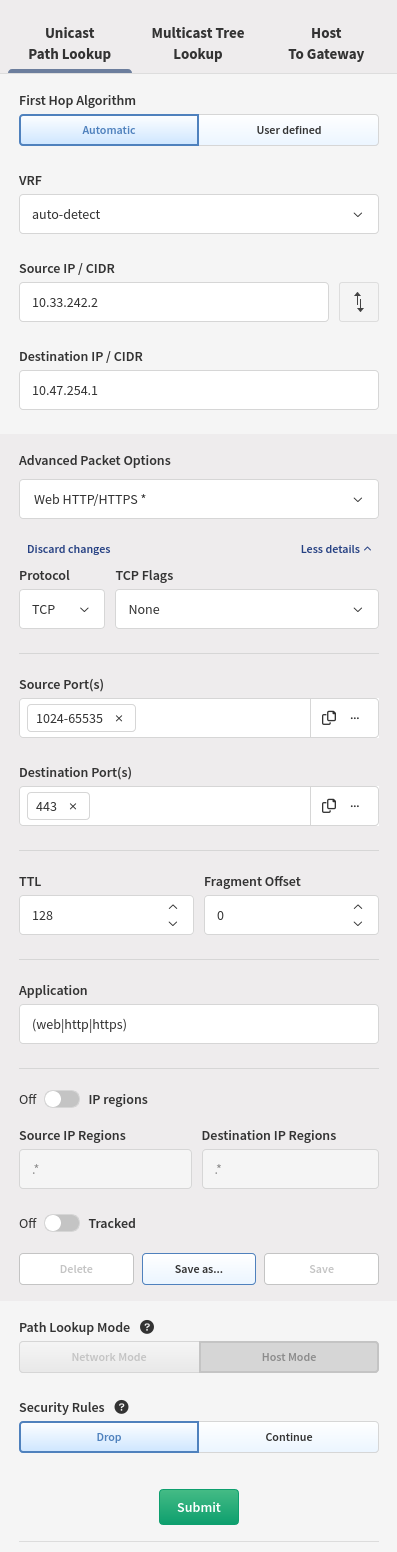 Unicast
Path Lookup
Multicast Tree
Lookup
Host
To Gateway
First Hop Algorithm
Automatic
User defined
VRF
auto-detect
Source IP / CIDR
10.33.242.2
Destination IP / CIDR
10.47.254.1
Advanced Packet Options
Web HTTP/HTTPS *
Discard changes
Less details
Protocol
TCP Flags
TCP
None
Source Port(s)
1024-65535 ×
Destination Port(s)
443 ×
TTL
Fragment Offset
128
0
Application
(web|http|https)
Off
IP regions
Source IP Regions
Destination IP Regions
.*
.*
Off
Tracked
Delete
Save as...
Save
Path Lookup Mode ?
Network Mode
Host Mode
Security Rules ?
Drop
Continue
Submit